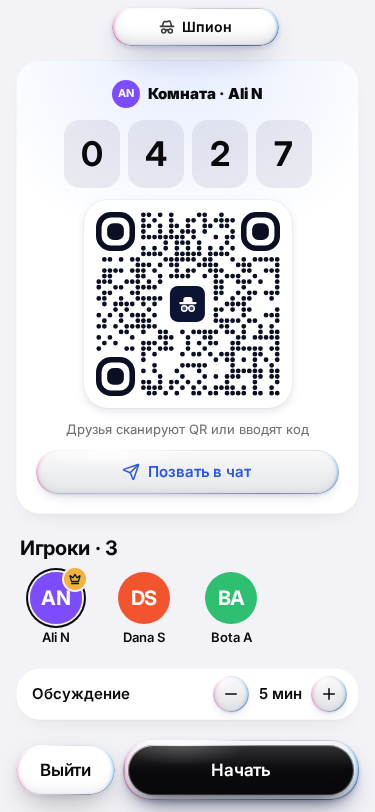 Шпион
AN Комната · Ali N
0 4 2 7
Друзья сканируют QR или вводят код
Позвать в чат
Игроки · 3
AN DS BA
Ali N Dana S Bota A
Обсуждение − 5 мин +
Выйти Начать